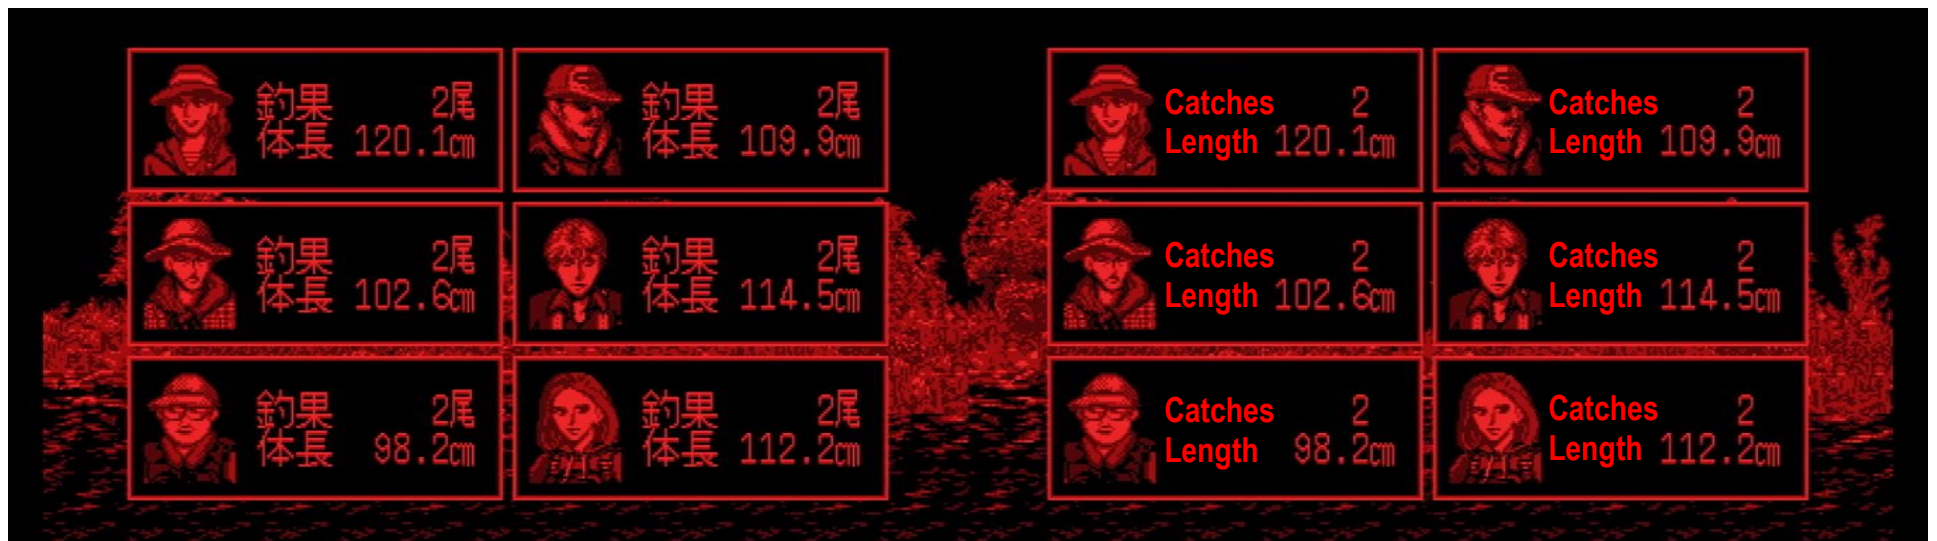 釣果 2尾
体長 120.1cm
釣果 2尾
体長 109.9cm
釣果 2尾
体長 102.6cm
釣果 2尾
体長 114.5cm
釣果 2尾
体長 98.2cm
釣果 2尾
体長 112.2cm
Catches 2
Length 120.1cm
Catches 2
Length 109.9cm
Catches 2
Length 102.6cm
Catches 2
Length 114.5cm
Catches 2
Length 98.2cm
Catches 2
Length 112.2cm